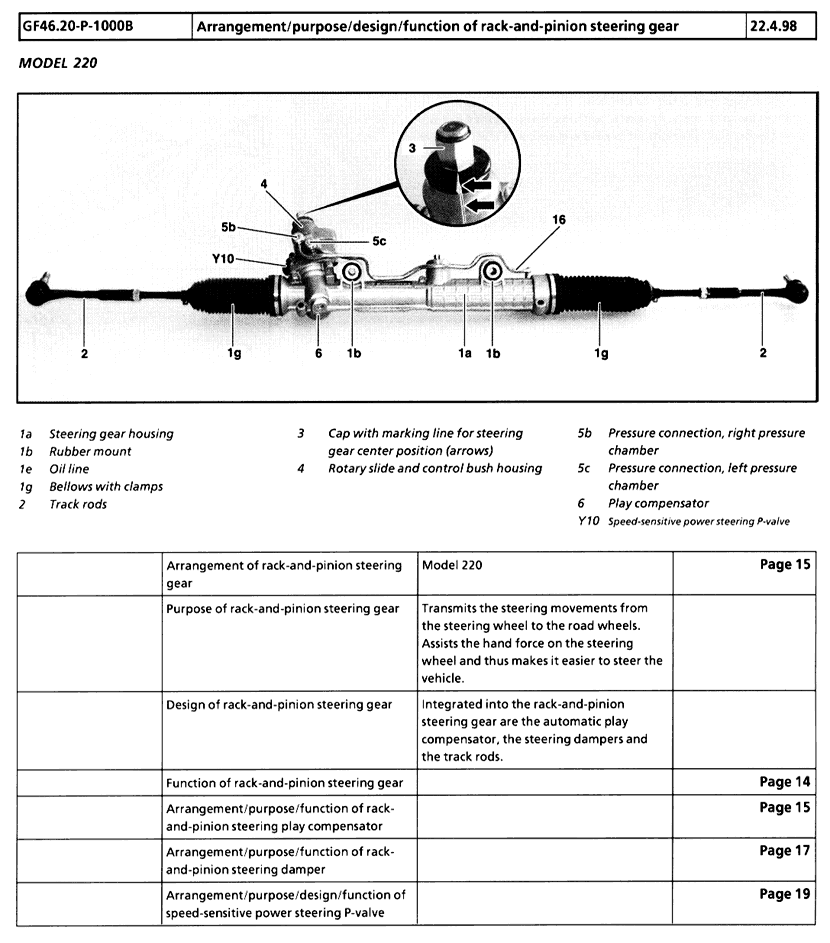 GF46.20-P-1000B Arrangement/purpose/design/function of rack-and-pinion steering gear 22.4.98
MODEL 220
3
4
16
5b
5c
Y10
2
1g
6
1b
1a
1b
1g
2
1a Steering gear housing
1b Rubber mount
1e Oil line
1g Bellows with clamps
2 Track rods
3 Cap with marking line for steering
gear center position (arrows)
4 Rotary slide and control bush housing
5b Pressure connection, right pressure
chamber
5c Pressure connection, left pressure
chamber
6 Play compensator
Y10 Speed-sensitive power steering P-valve
Arrangement of rack-and-pinion steering
gear
Model 220
Page 15
Purpose of rack-and-pinion steering gear
Transmits the steering movements from
the steering wheel to the road wheels.
Assists the hand force on the steering
wheel and thus makes it easier to steer the
vehicle.
Design of rack-and-pinion steering gear
Integrated into the rack-and-pinion
steering gear are the automatic play
compensator, the steering dampers and
the track rods.
Function of rack-and-pinion steering gear
Page 14
Arrangement/purpose/function of rack-
and-pinion steering play compensator
Page 15
Arrangement/purpose/function of rack-
and-pinion steering damper
Page 17
Arrangement/purpose/design/function of
speed-sensitive power steering P-valve
Page 19